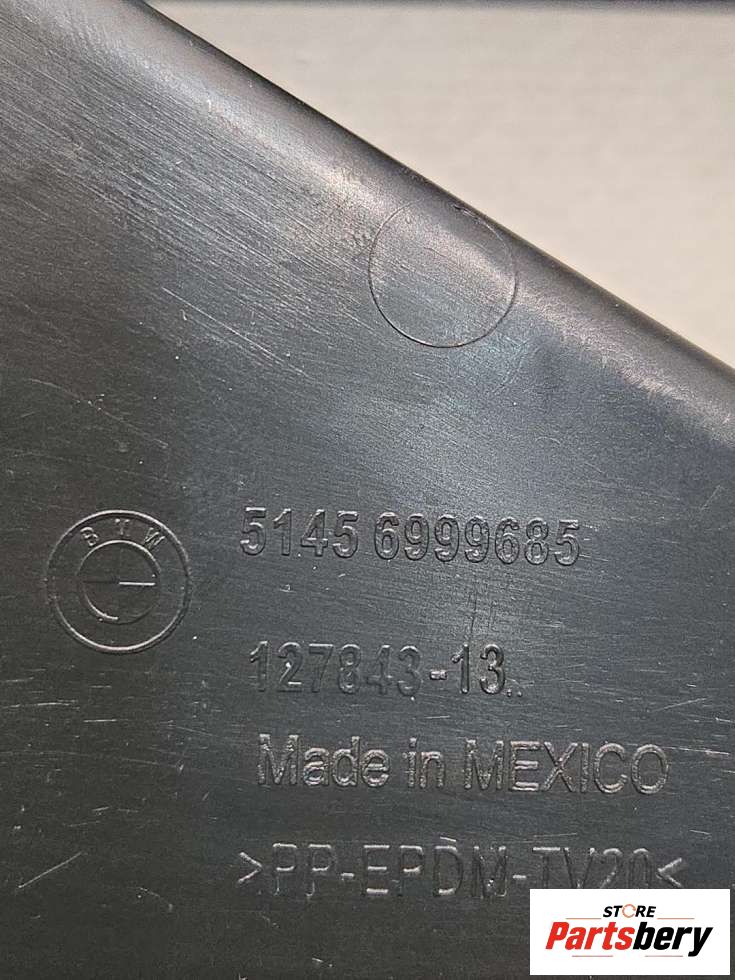 BMW
5145 6999685
127843-13..
Made in MEXICO
>PP-EPDM-TV20<
STORE
Partsbery